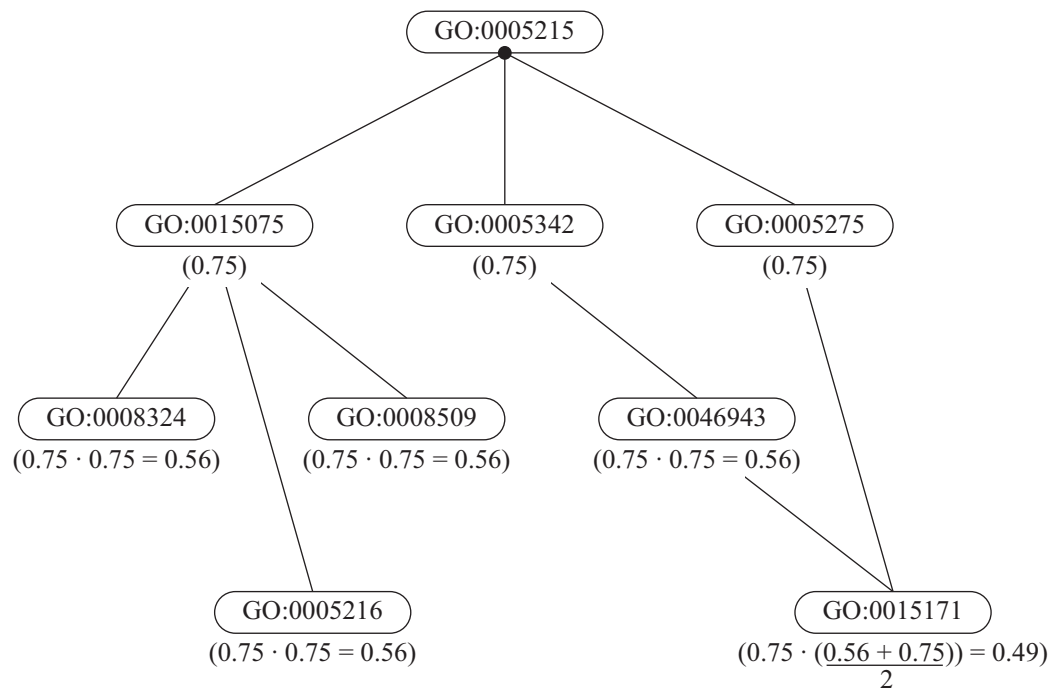 GO:0005215
GO:0015075
GO:0005342
GO:0005275
(0.75)
(0.75)
(0.75)
GO:0008324
GO:0008509
GO:0046943
(0.75 · 0.75 = 0.56)
(0.75 · 0.75 = 0.56)
(0.75 · 0.75 = 0.56)
GO:0005216
GO:0015171
(0.75 · 0.75 = 0.56)
(0.75 · (0.56 + 0.75)) = 0.49)
2